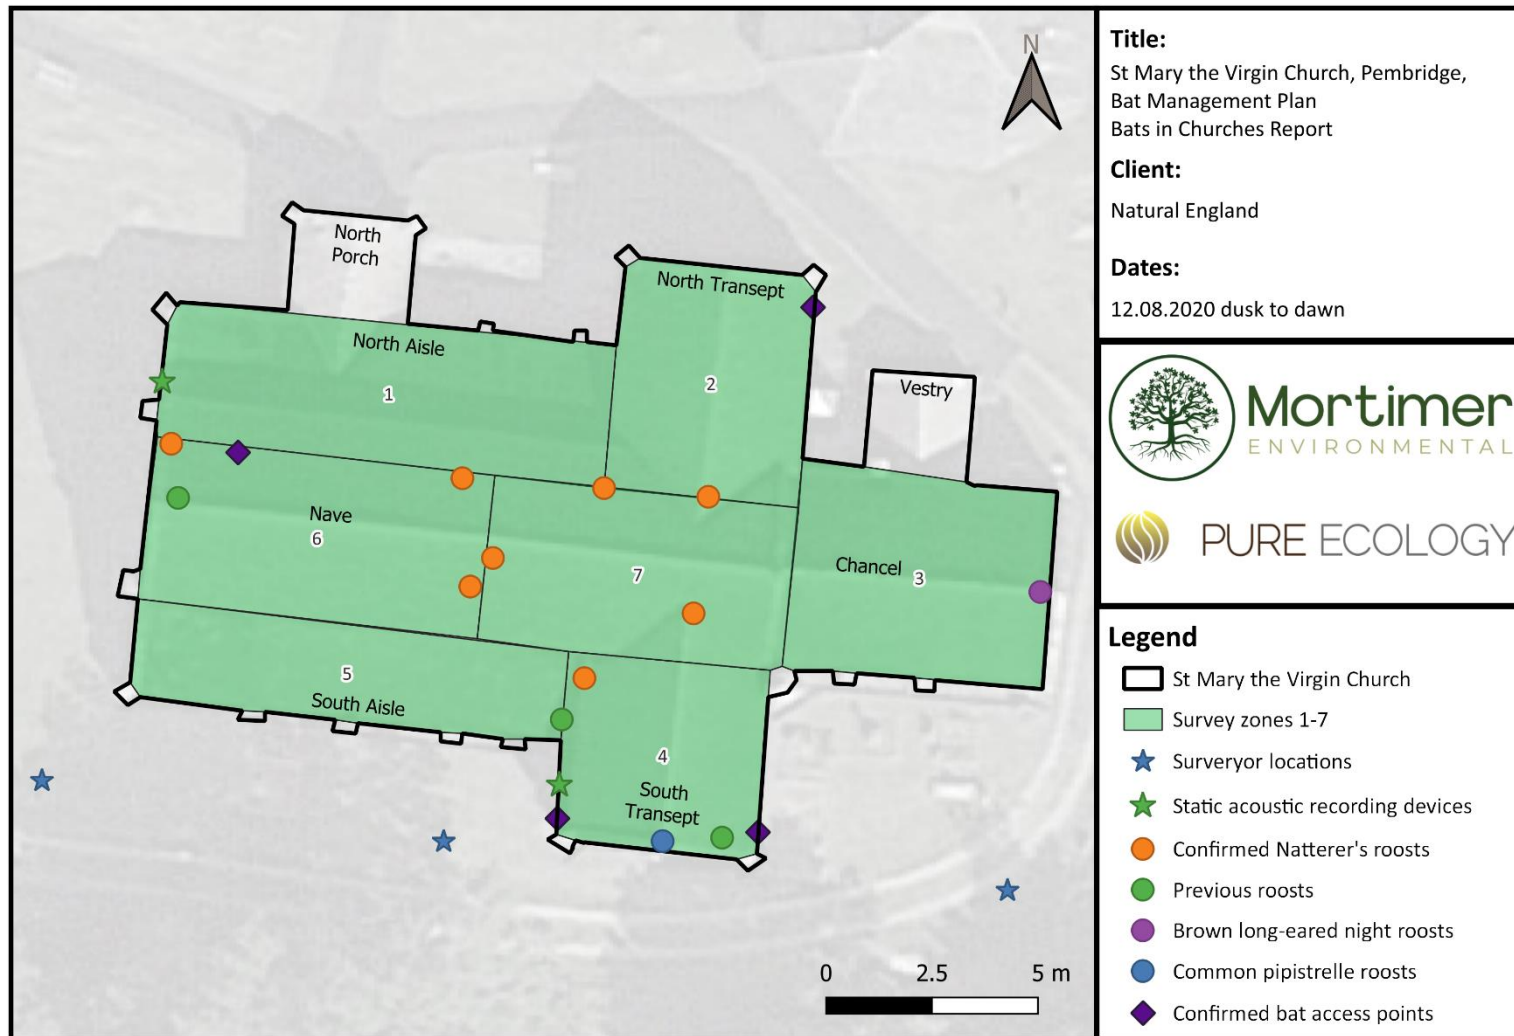 N
North
Porch
North Transept
North Aisle
1
2
Vestry
Nave
6
7
Chancel 3
5
South Aisle
4
South
Transept
0 2.5 5 m
Title:
St Mary the Virgin Church, Pembridge,
Bat Management Plan
Bats in Churches Report
Client:
Natural England
Dates:
12.08.2020 dusk to dawn
Mortimer
ENVIRONMENTAL
PURE ECOLOGY
Legend
St Mary the Virgin Church
Survey zones 1-7
Surveryor locations
Static acoustic recording devices
Confirmed Natterer's roosts
Previous roosts
Brown long-eared night roosts
Common pipistrelle roosts
Confirmed bat access points